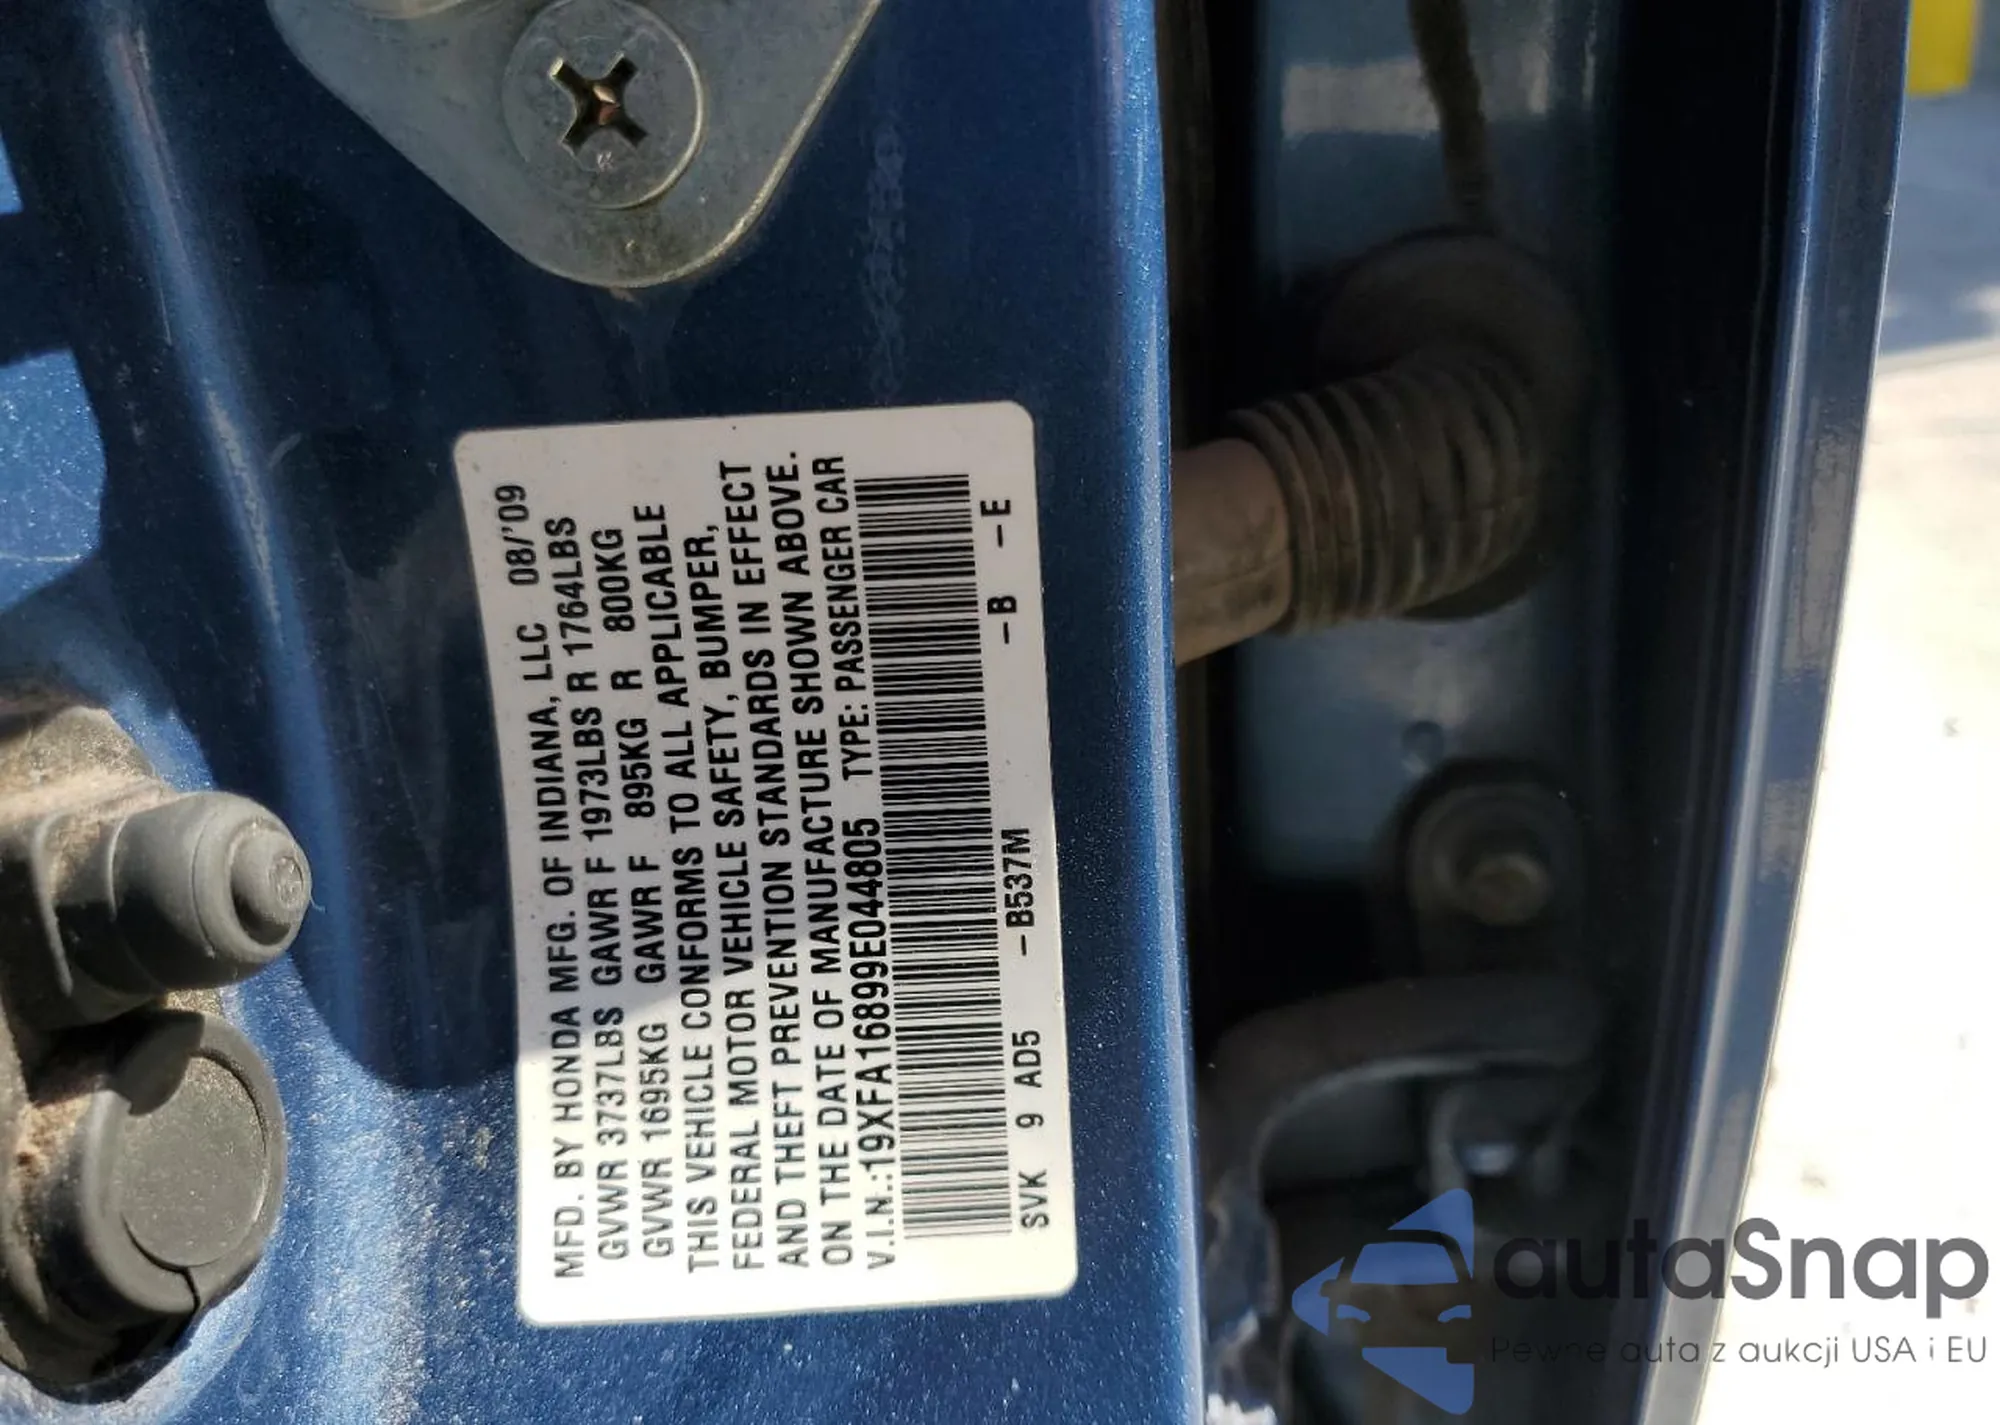 MFD. BY HONDA MFG. OF INDIANA, LLC 08/'09
GVWR 3737LBS GAWR F 1973LBS R 1764LBS
GVWR 1695KG GAWR F 895KG R 800KG
THIS VEHICLE CONFORMS TO ALL APPLICABLE
FEDERAL MOTOR VEHICLE SAFETY, BUMPER,
AND THEFT PREVENTION STANDARDS IN EFFECT
ON THE DATE OF MANUFACTURE SHOWN ABOVE.
V.I.N.:19XFA16899E044805 TYPE: PASSENGER CAR
SVK 9 AD5 -B537M -B -E
autaSnap
Pewne auta z aukcji USA i EU